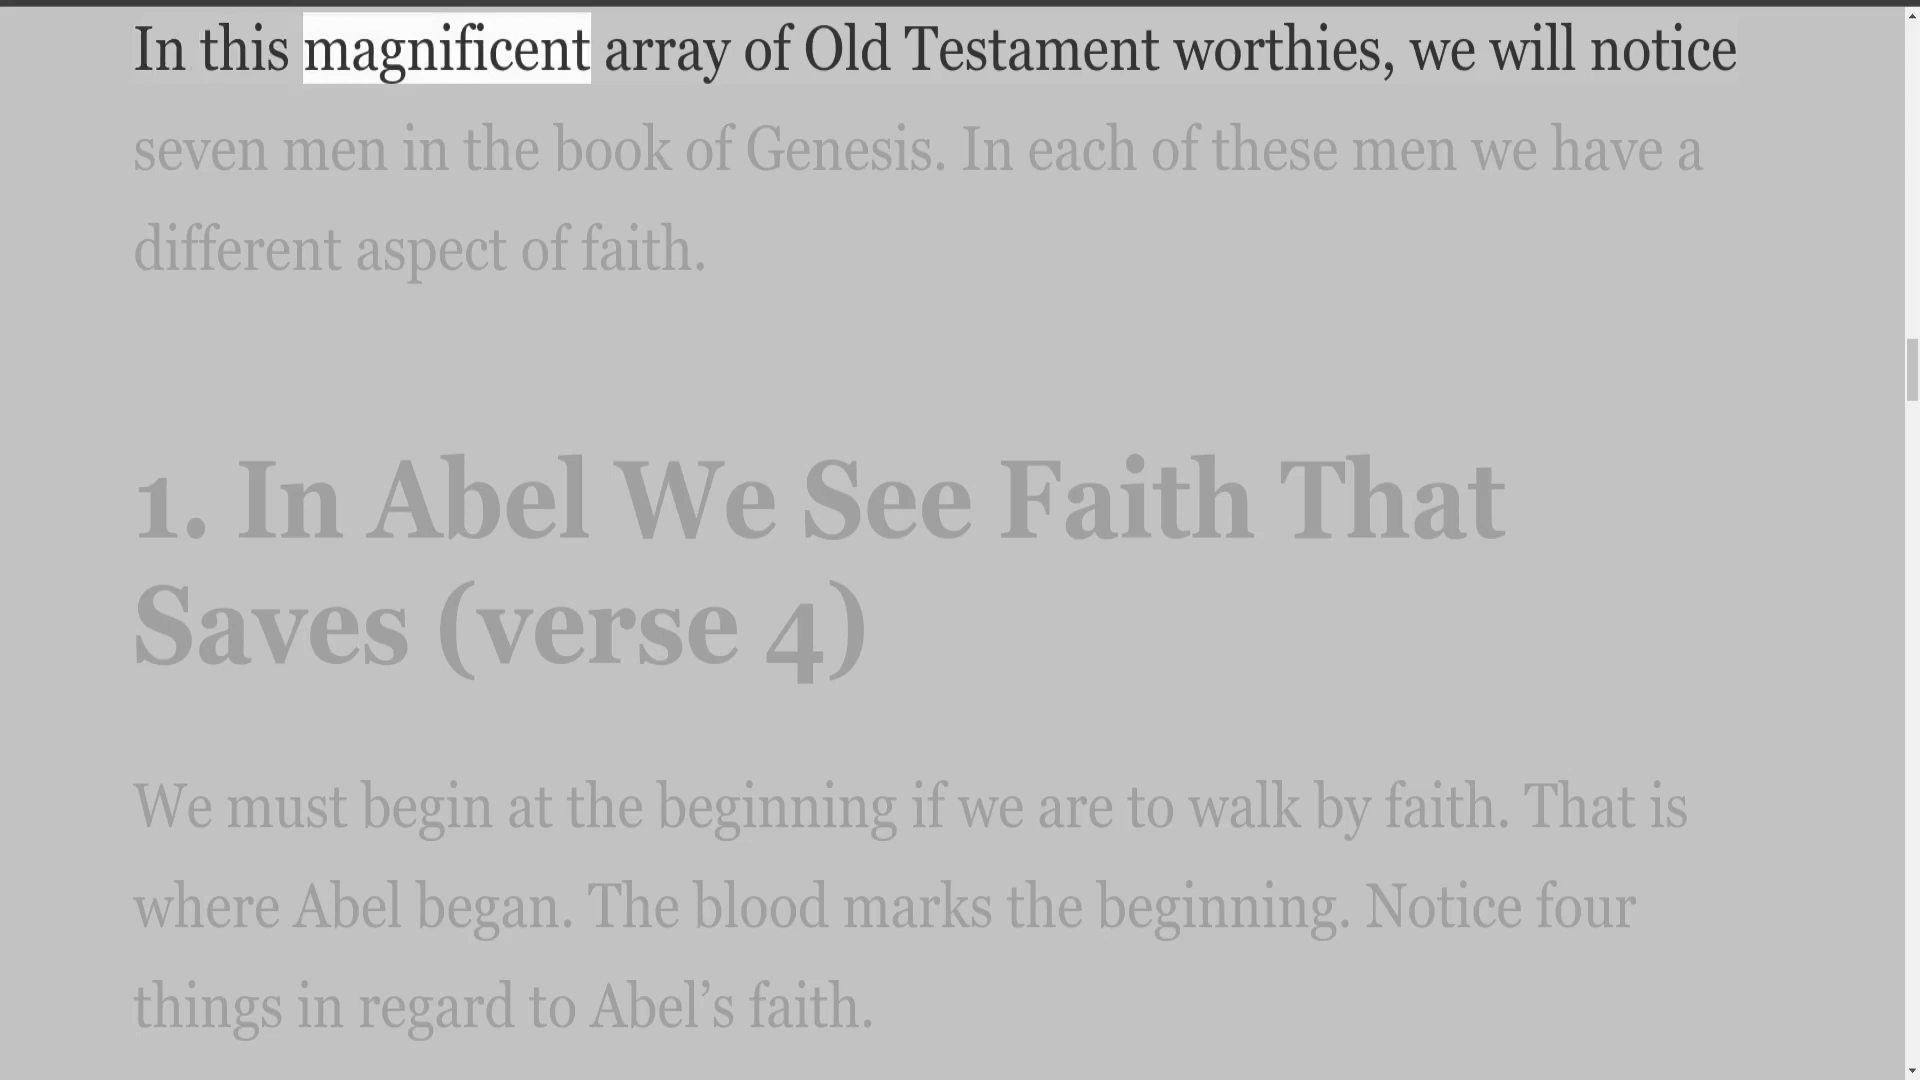 In this magnificent array of Old Testament worthies, we will notice
seven men in the book of Genesis. In each of these men we have a
different aspect of faith.
1. In Abel We See Faith That
Saves (verse 4)
We must begin at the beginning if we are to walk by faith. That is
where Abel began. The blood marks the beginning. Notice four
things in regard to Abel’s faith.